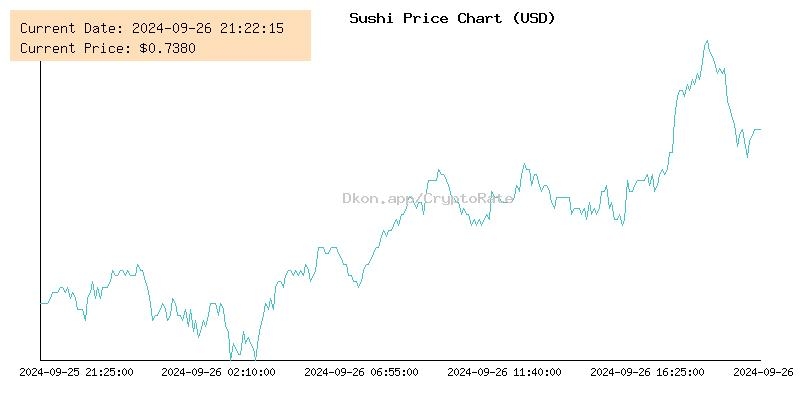 Sushi Price Chart (USD)
Current Date: 2024-09-26 21:22:15
Current Price: $0.7380
Dkon.app/CryptoRate
2024-09-25 21:25:00 2024-09-26 02:10:00 2024-09-26 06:55:00 2024-09-26 11:40:00 2024-09-26 16:25:00 2024-09-26